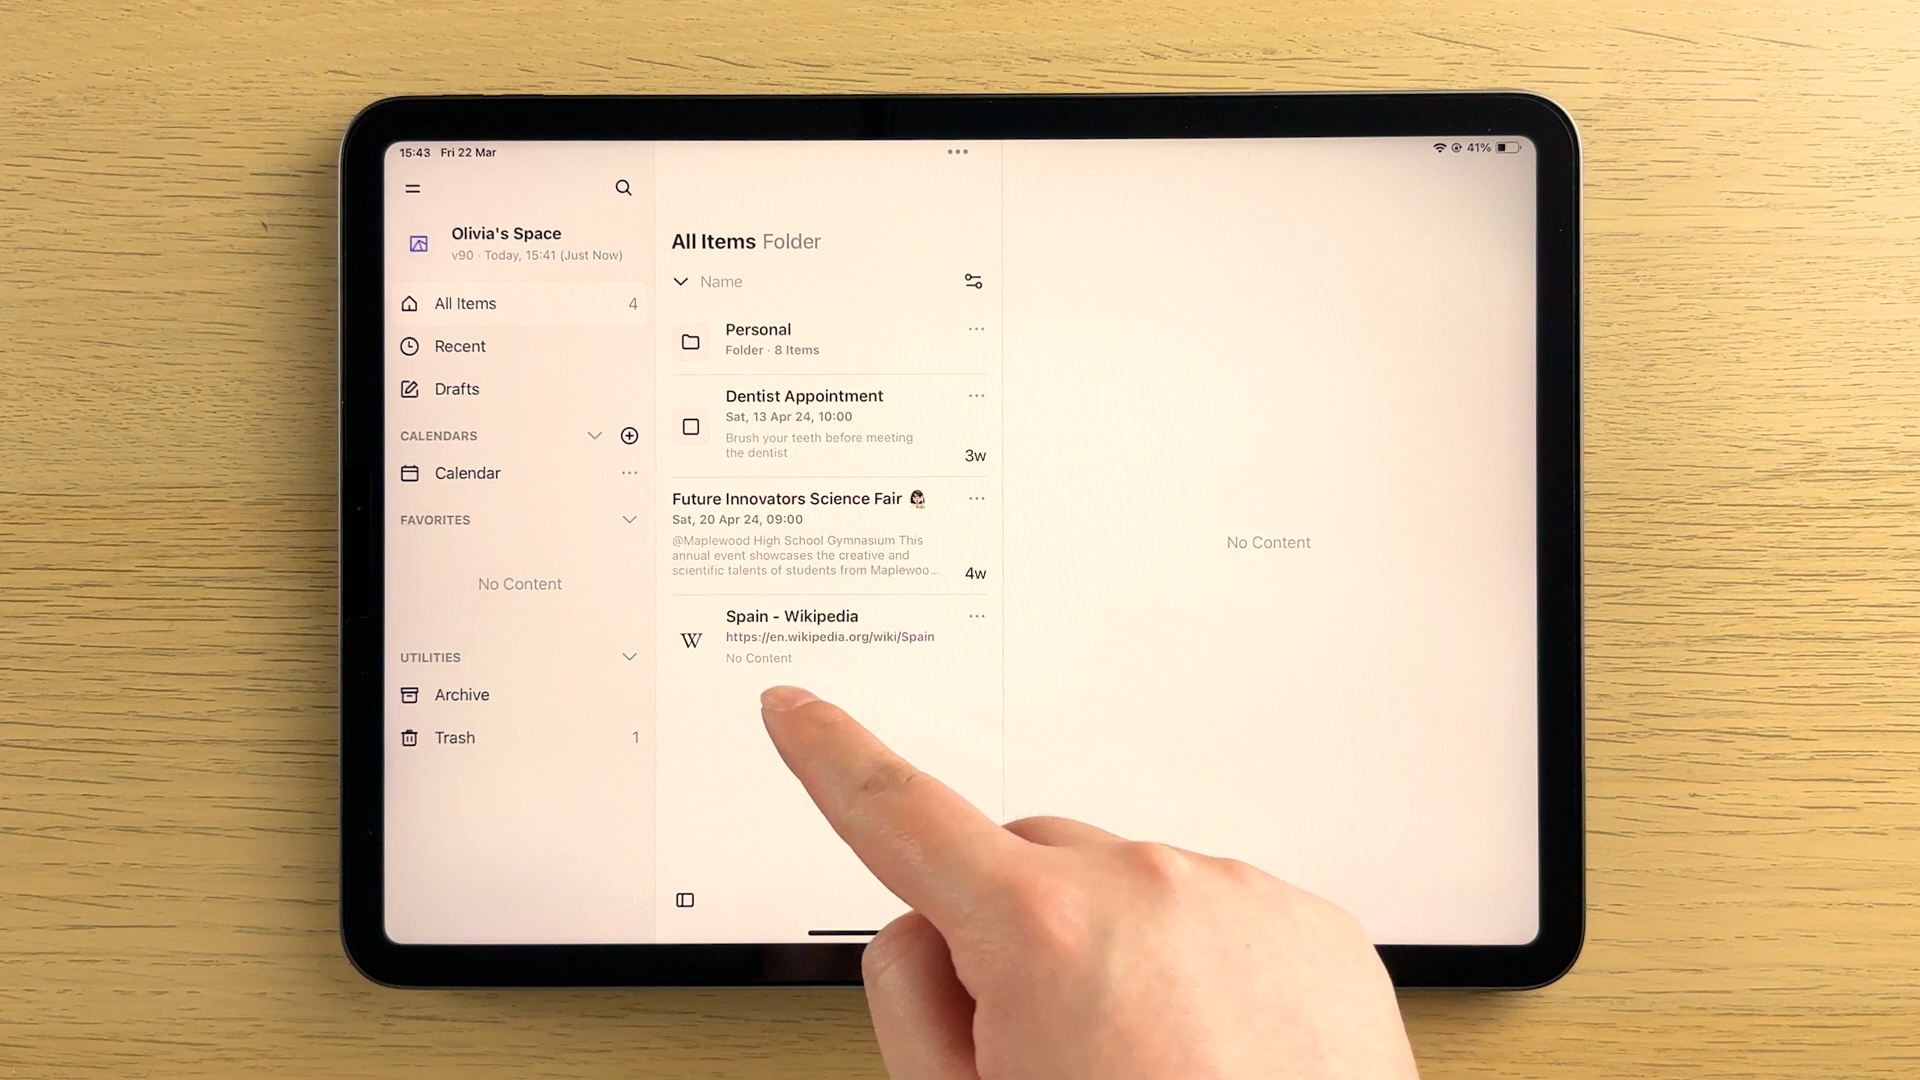 15:43 Fri 22 Mar
41%
Olivia's Space
v90 · Today, 15:41 (Just Now)
All Items 4
Recent
Drafts
CALENDARS
Calendar
FAVORITES
No Content
UTILITIES
Archive
Trash 1
All Items Folder
Name
Personal
Folder · 8 Items
Dentist Appointment
Sat, 13 Apr 24, 10:00
Brush your teeth before meeting
the dentist
3w
Future Innovators Science Fair
Sat, 20 Apr 24, 09:00
@Maplewood High School Gymnasium This
annual event showcases the creative and
scientific talents of students from Maplewoo...
4w
W
Spain - Wikipedia
https://en.wikipedia.org/wiki/Spain
No Content
No Content